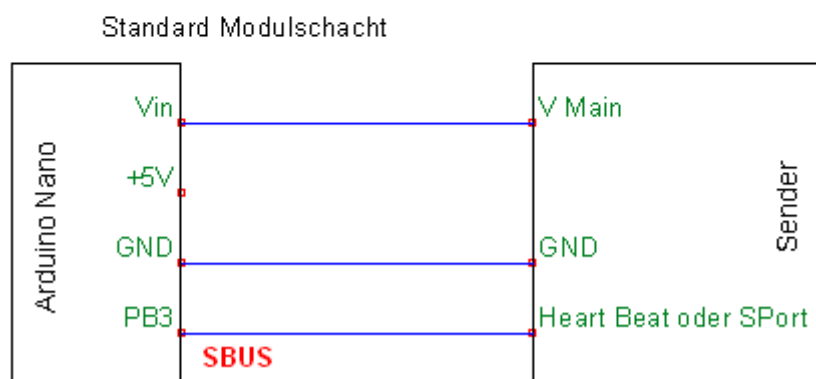 Standard Modulschacht
Arduino Nano
Vin
+5V
GND
PB3
SBUS
V Main
GND
Heart Beat oder SPort
Sender